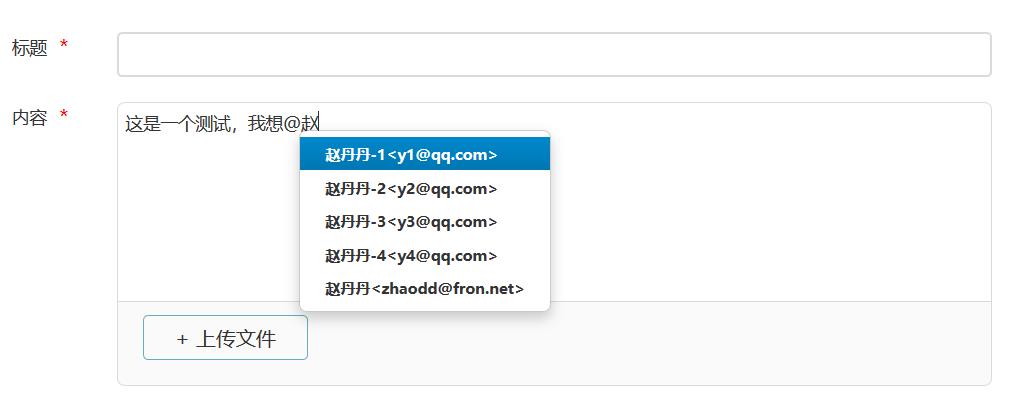 标题 *
内容 *
这是一个测试，我想@赵
赵丹丹-1<y1@qq.com>
赵丹丹-2<y2@qq.com>
赵丹丹-3<y3@qq.com>
赵丹丹-4<y4@qq.com>
赵丹丹<zhaodd@fron.net>
+ 上传文件